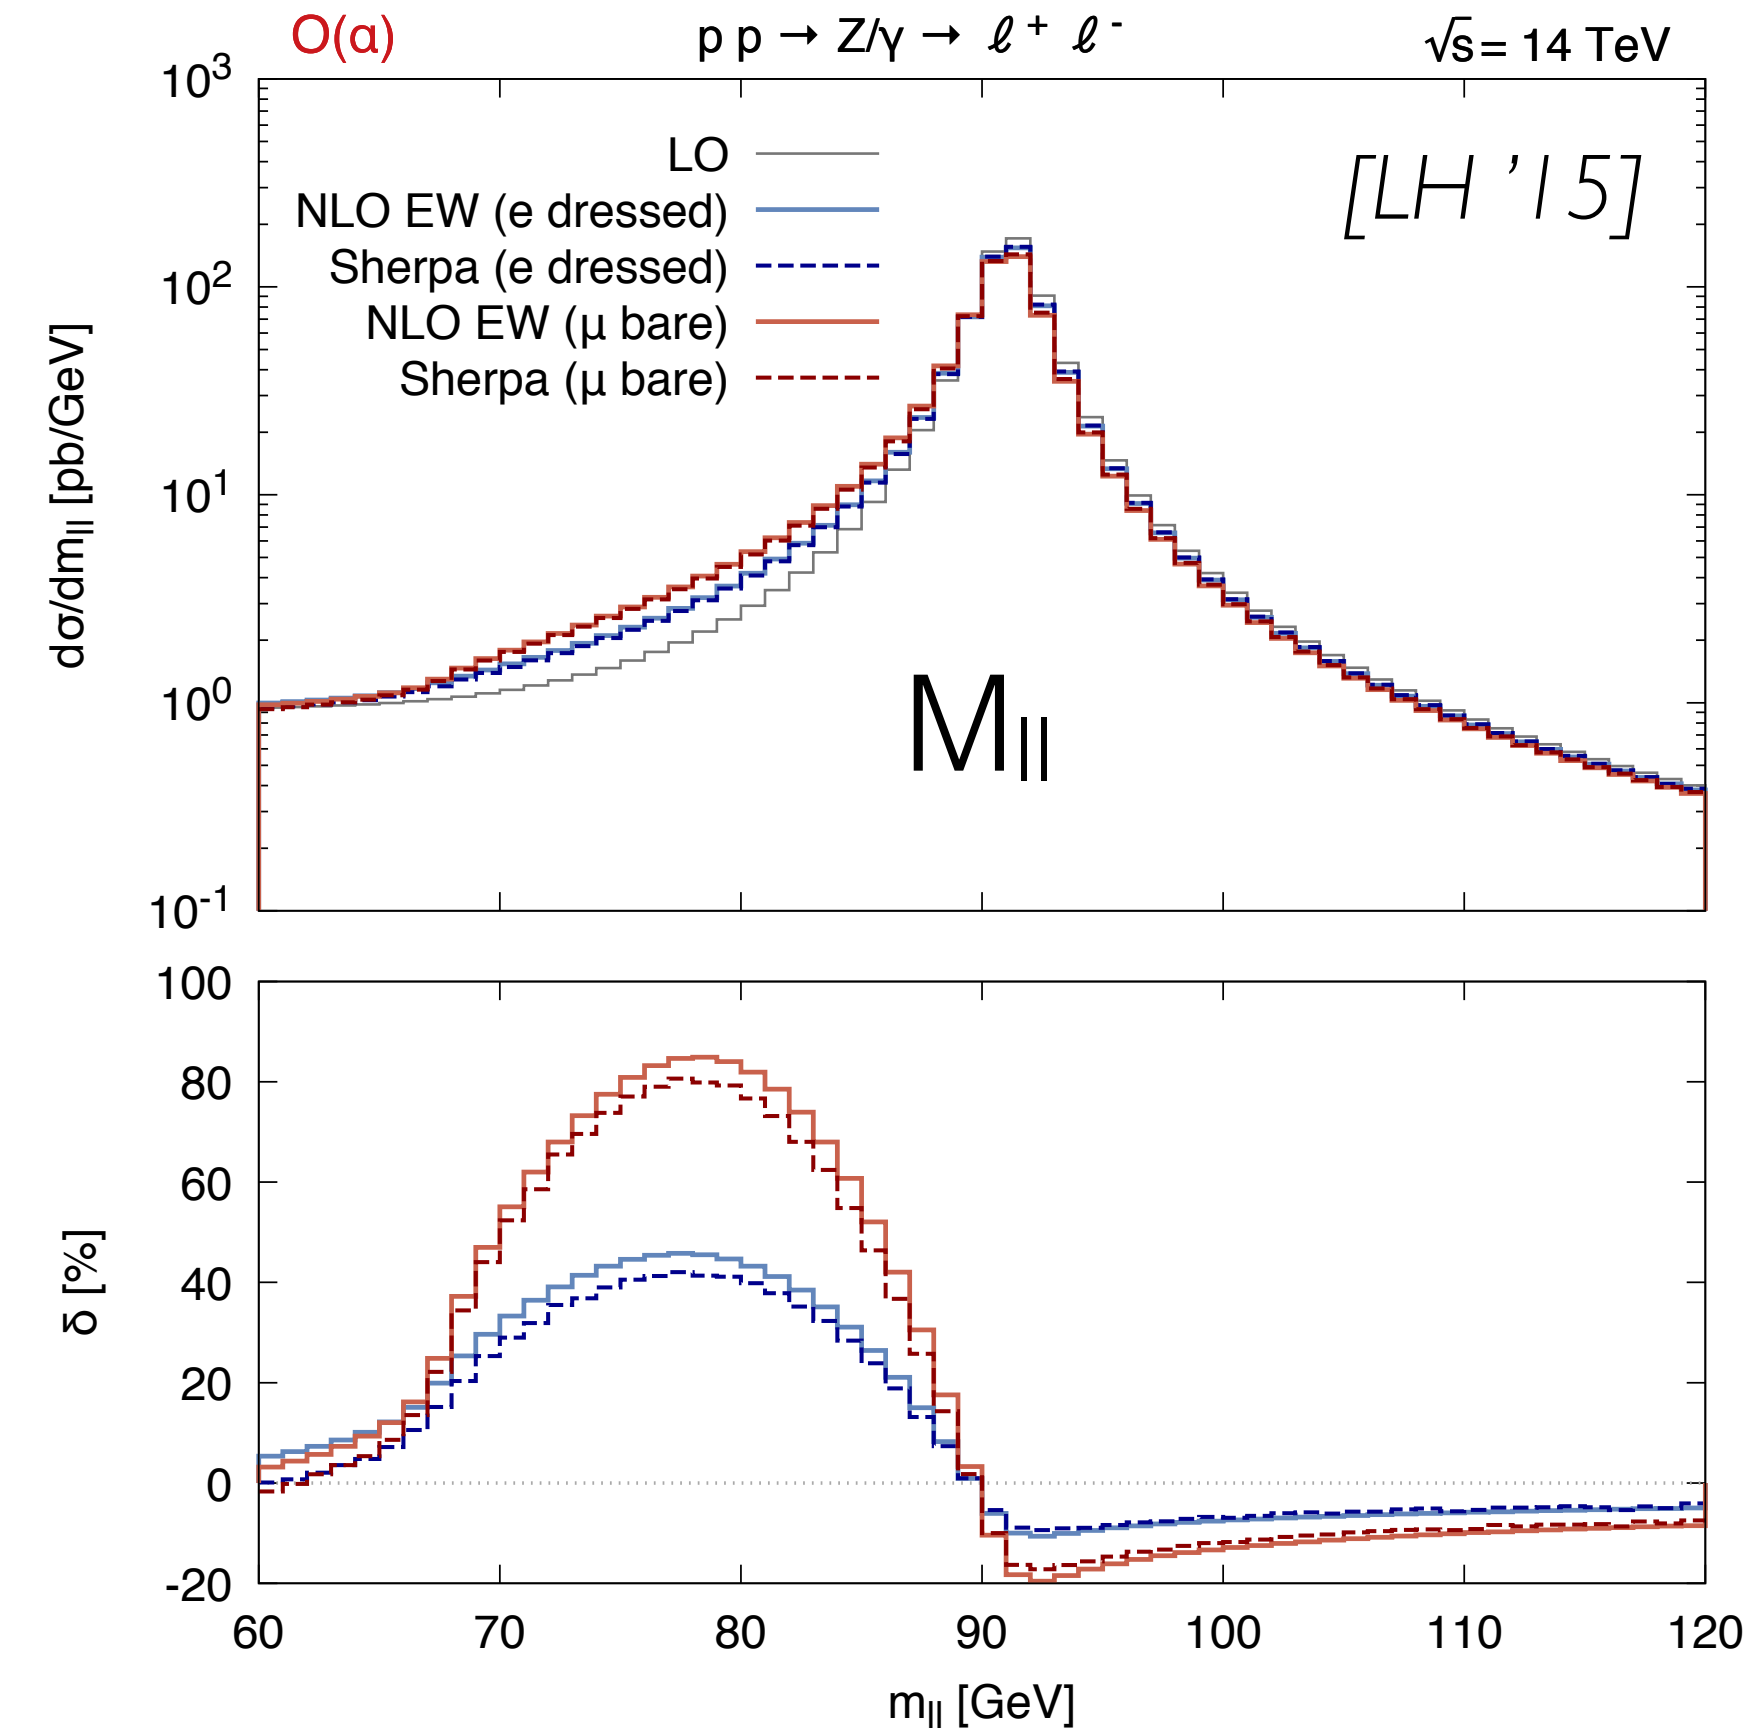 O(α) p p → Z/γ → ℓ⁺ ℓ⁻ √s = 14 TeV
10³
LO
[LH '15]
NLO EW (e dressed)
Sherpa (e dressed)
10²
NLO EW (μ bare)
Sherpa (μ bare)
dσ/dm_ll [pb/GeV]
10¹
10⁰
M_ll
10⁻¹
100
80
60
40
20
0
-20
δ [%]
60 70 80 90 100 110 120
m_ll [GeV]